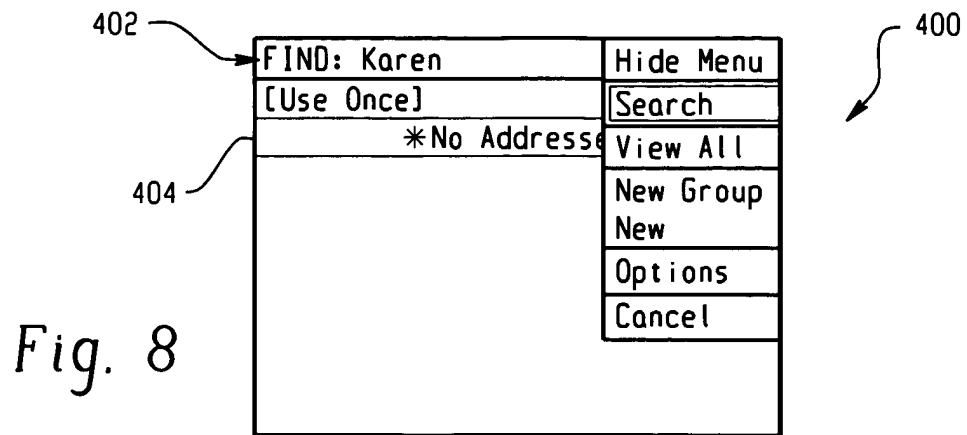 402
400
FIND: Karen
Hide Menu
[Use Once]
Search
*No Addresse
View All
404
New Group
New
Options
Cancel
Fig. 8